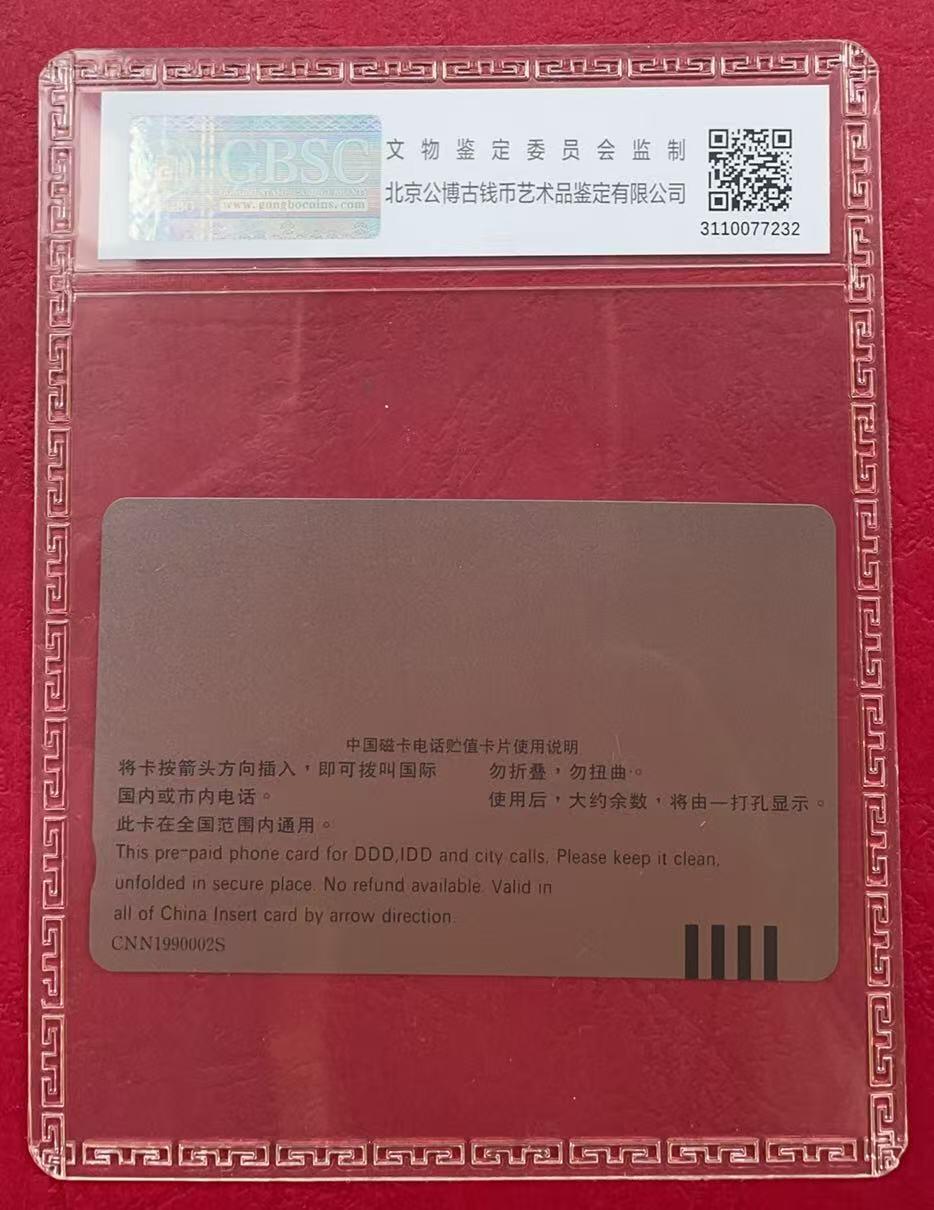 GBSC
www.gongbocoins.com
文物鉴定委员会监制
北京公博古钱币艺术品鉴定有限公司
3110077232
中国磁卡电话贮值卡片使用说明
将卡按箭头方向插入，即可拨叫国际
国内或市内电话。
此卡在全国范围内通用。
勿折叠，勿扭曲。
使用后，大约余数，将由一打孔显示。
This pre-paid phone card for DDD,IDD and city calls, Please keep it clean,
unfolded in secure place. No refund available. Valid in
all of China Insert card by arrow direction.
CNN1990002S